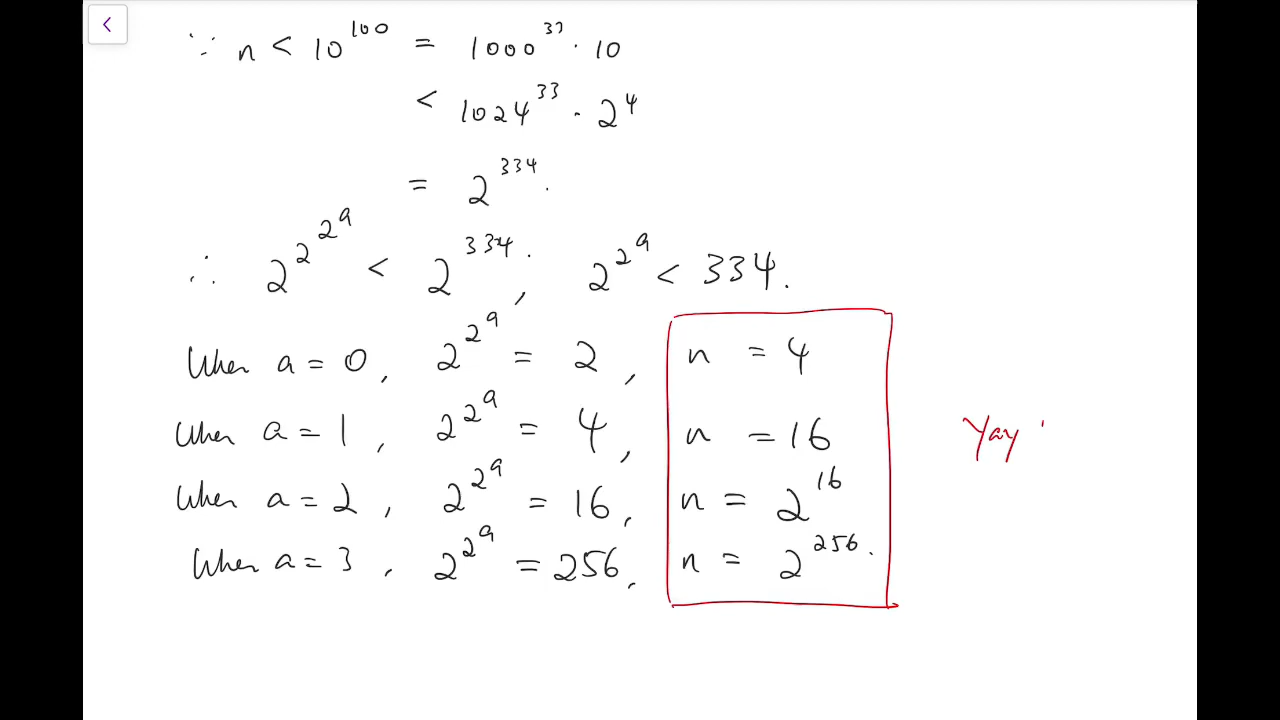 ∵ n < 10^100 = 1000^33 · 10
< 1024^33 · 2^4
= 2^334.
∴ 2^2^2^a < 2^334. , 2^2^a < 334.
When a = 0, 2^2^a = 2, n = 4
When a = 1, 2^2^a = 4, n = 16
When a = 2, 2^2^a = 16, n = 2^16
When a = 3, 2^2^a = 256, n = 2^256.
Yay